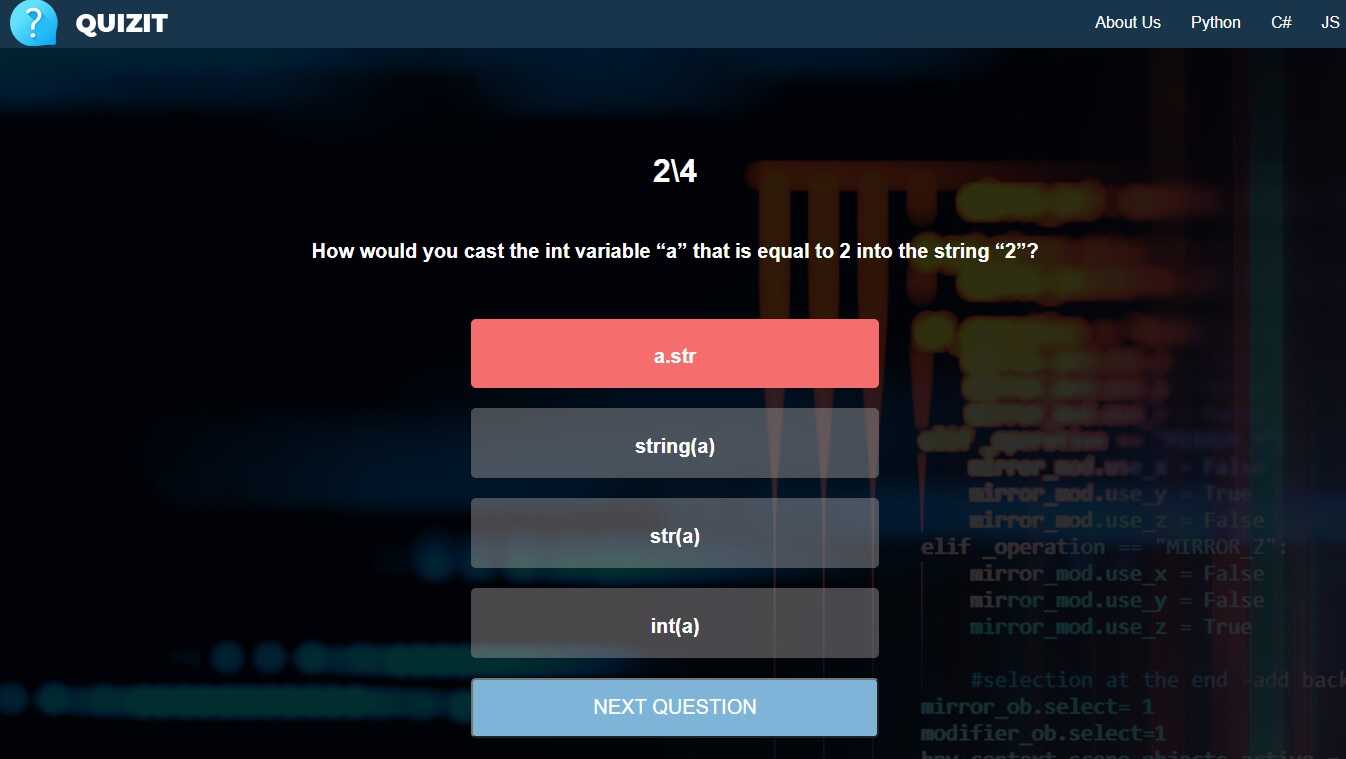 ?
QUIZIT
About Us Python C# JS
2\4
How would you cast the int variable “a” that is equal to 2 into the string “2”?
a.str
string(a)
str(a)
int(a)
NEXT QUESTION
mirror_mod.use_x = False
mirror_mod.use_y = True
mirror_mod.use_z = False
elif _operation == "MIRROR_Z":
mirror_mod.use_x = False
mirror_mod.use_y = False
mirror_mod.use_z = True
#selection at the end -add back
mirror_ob.select= 1
modifier_ob.select=1